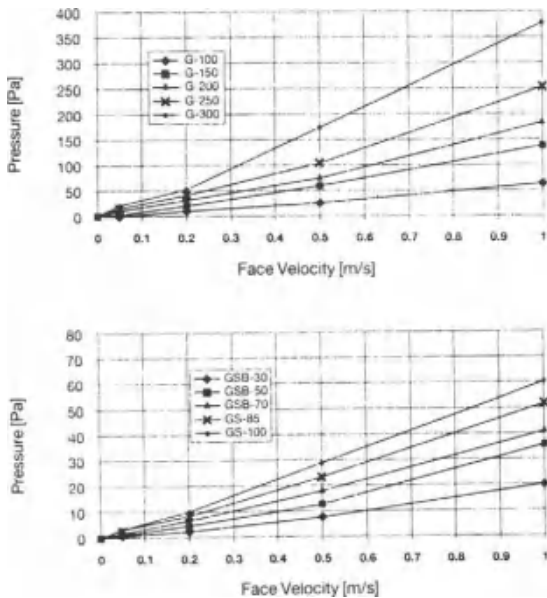 400
350
300
250
200
150
100
50
0
Pressure [Pa]
G-100
G-150
G-200
G-250
G-300
0 0.1 0.2 0.3 0.4 0.5 0.6 0.7 0.8 0.9 1
Face Velocity [m/s]
80
70
60
50
40
30
20
10
0
Pressure [Pa]
GSB-30
GSB-50
GSB-70
GS-85
GS-100
0 0.1 0.2 0.3 0.4 0.5 0.6 0.7 0.8 0.9 1
Face Velocity [m/s]